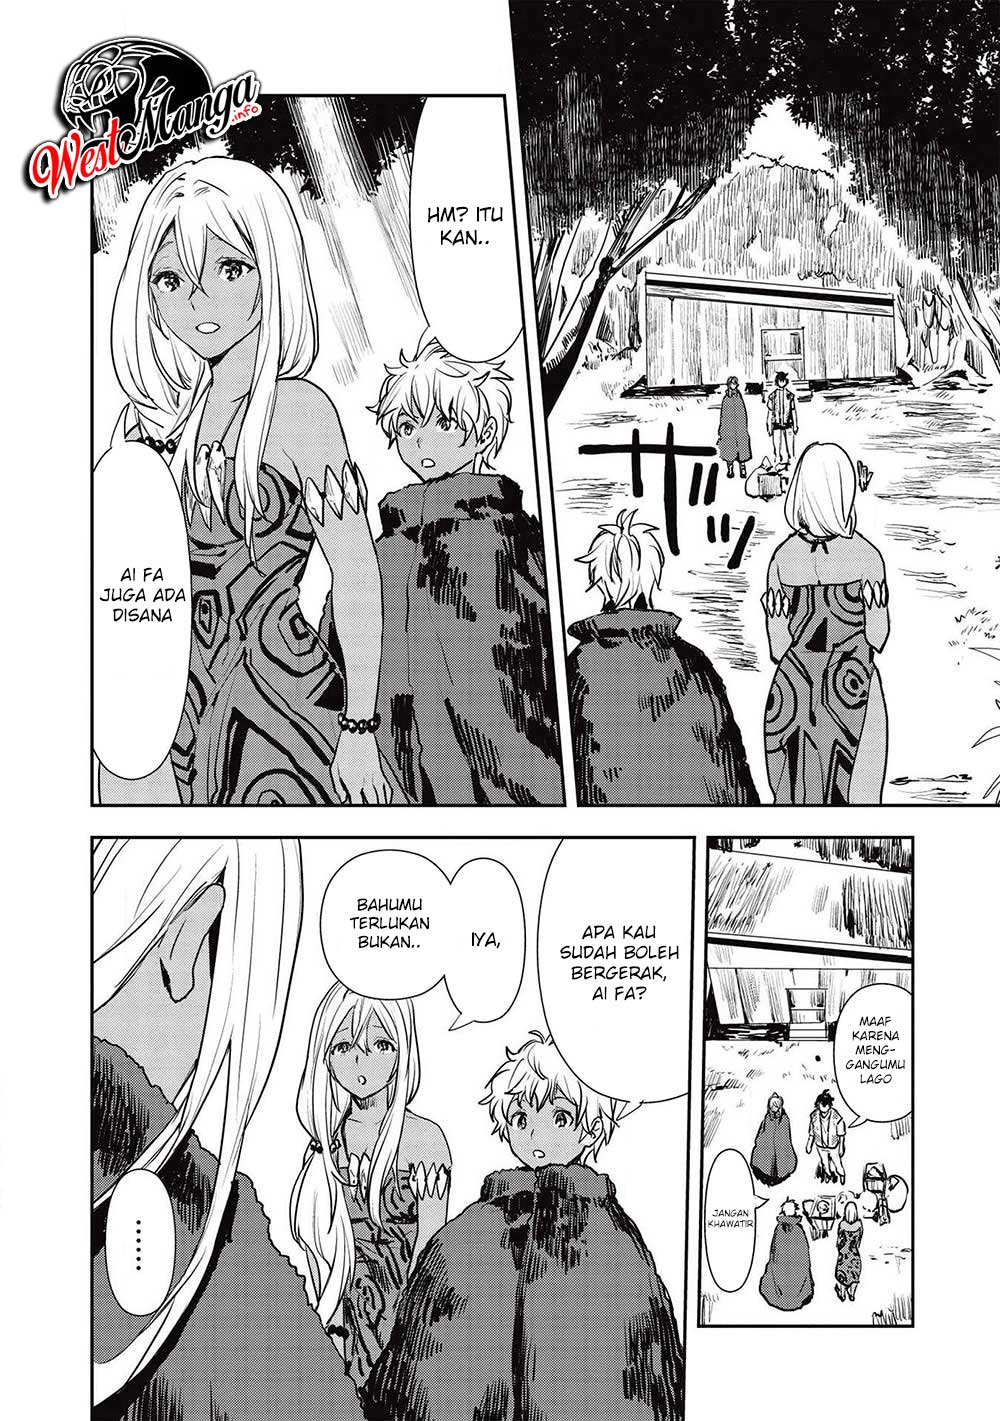 WestManga
.info
ザッ
HM? ITU
KAN..
AI FA
JUGA ADA
DISANA
MAAF
KARENA
MENG-
GANGUMU
LAGO
JANGAN
KHAWATIR
APA KAU
SUDAH BOLEH
BERGERAK,
AI FA?
IYA,
BAHUMU
TERLUKAN
BUKAN..
......